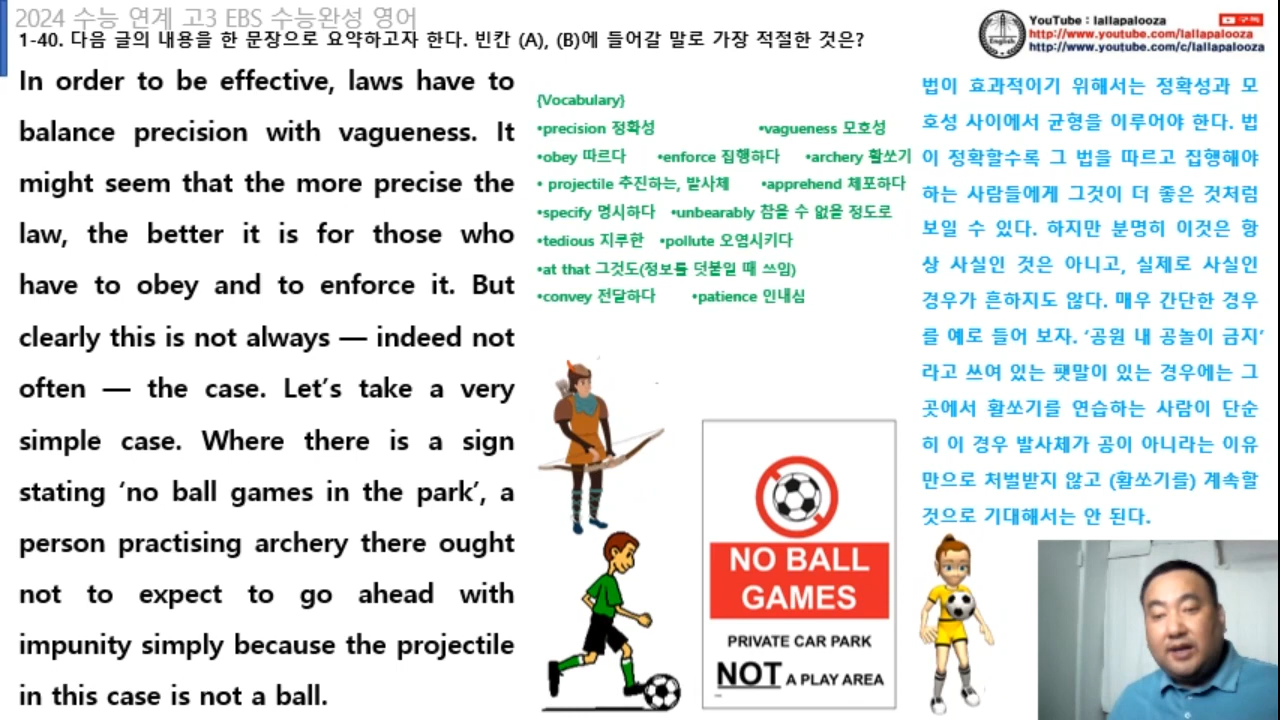 2024 수능 연계 고3 EBS 수능완성 영어
1-40. 다음 글의 내용을 한 문장으로 요약하고자 한다. 빈칸 (A), (B)에 들어갈 말로 가장 적절한 것은?
YouTube : lallapalooza
구독
http://www.youtube.com/lallapalooza
http://www.youtube.com/c/lallapalooza
English
In order to be effective, laws have to
balance precision with vagueness. It
might seem that the more precise the
law, the better it is for those who
have to obey and to enforce it. But
clearly this is not always — indeed not
often — the case. Let's take a very
simple case. Where there is a sign
stating 'no ball games in the park', a
person practising archery there ought
not to expect to go ahead with
impunity simply because the projectile
in this case is not a ball.
{Vocabulary}
•precision 정확성 •vagueness 모호성
•obey 따르다 •enforce 집행하다 •archery 활쏘기
• projectile 추진하는, 발사체 •apprehend 체포하다
•specify 명시하다 •unbearably 참을 수 없을 정도로
•tedious 지루한 •pollute 오염시키다
•at that 그것도(정보를 덧붙일 때 쓰임)
•convey 전달하다 •patience 인내심
NO BALL
GAMES
PRIVATE CAR PARK
NOT A PLAY AREA
법이 효과적이기 위해서는 정확성과 모
호성 사이에서 균형을 이루어야 한다. 법
이 정확할수록 그 법을 따르고 집행해야
하는 사람들에게 그것이 더 좋은 것처럼
보일 수 있다. 하지만 분명히 이것은 항
상 사실인 것은 아니고, 실제로 사실인
경우가 흔하지도 않다. 매우 간단한 경우
를 예로 들어 보자. '공원 내 공놀이 금지'
라고 쓰여 있는 팻말이 있는 경우에는 그
곳에서 활쏘기를 연습하는 사람이 단순
히 이 경우 발사체가 공이 아니라는 이유
만으로 처벌받지 않고 (활쏘기를) 계속할
것으로 기대해서는 안 된다.